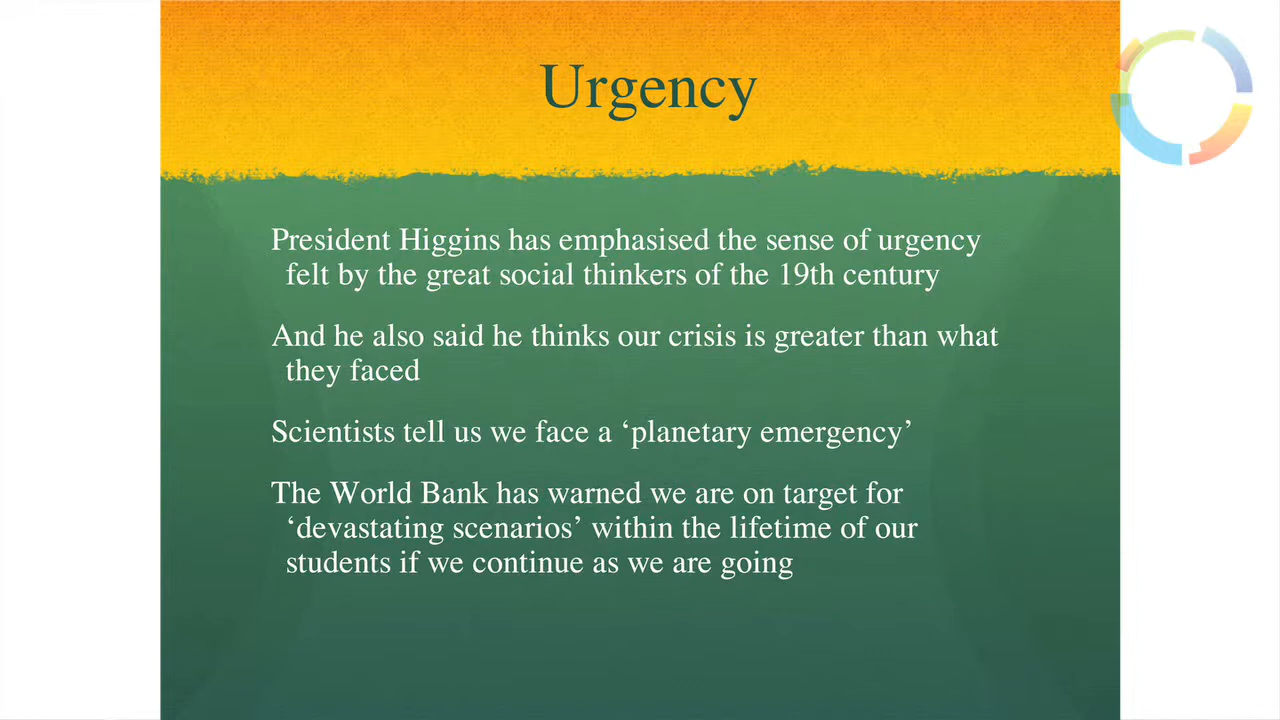 Urgency
President Higgins has emphasised the sense of urgency
felt by the great social thinkers of the 19th century
And he also said he thinks our crisis is greater than what
they faced
Scientists tell us we face a ‘planetary emergency’
The World Bank has warned we are on target for
‘devastating scenarios’ within the lifetime of our
students if we continue as we are going